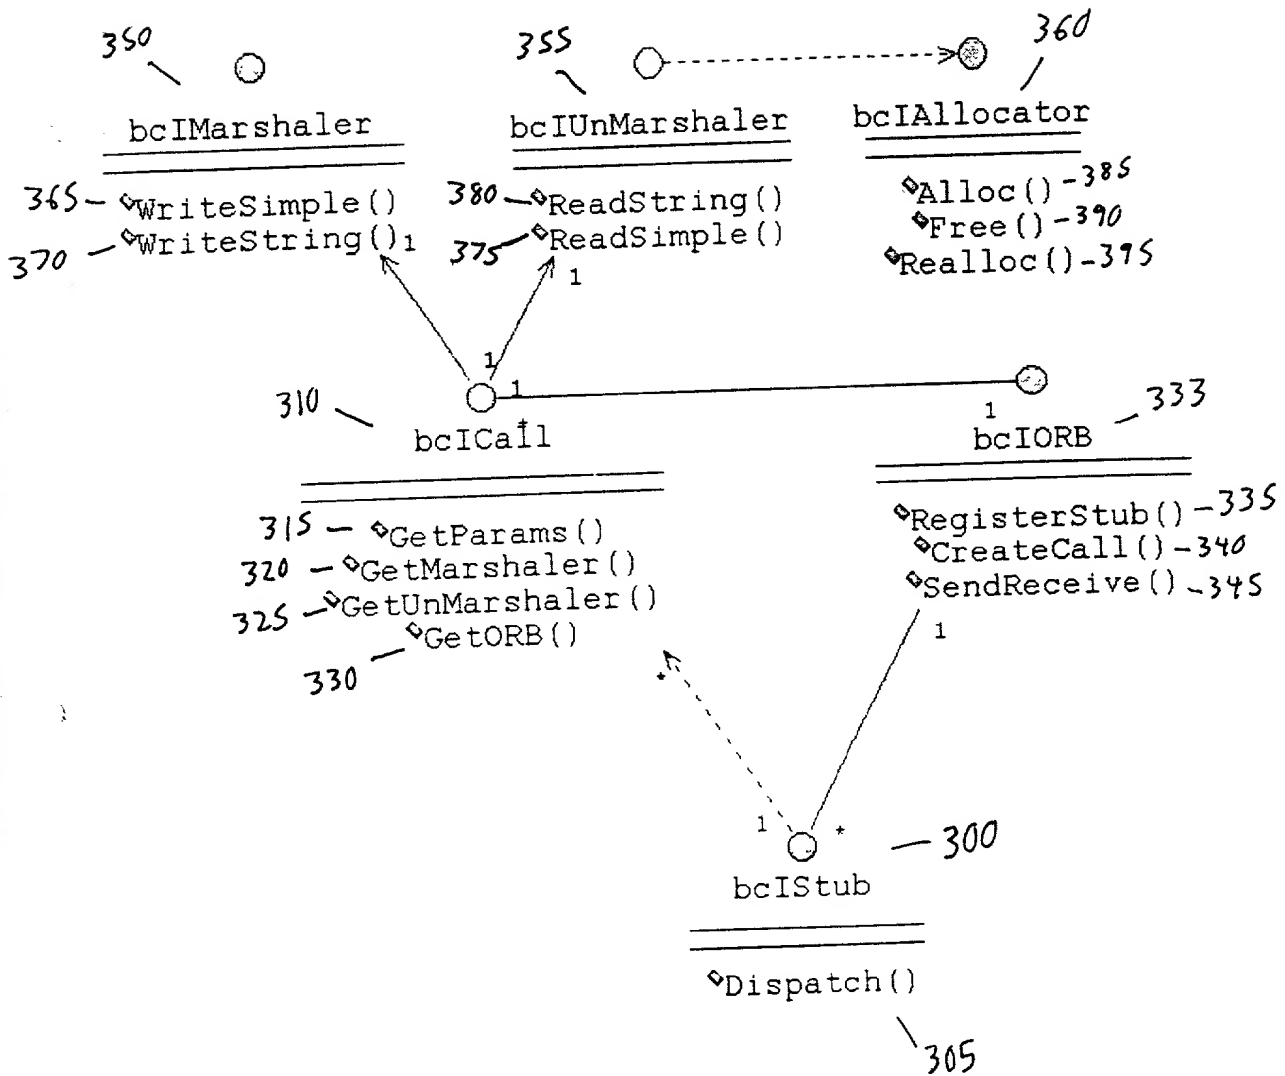 350 355 360
bcIMarshaler bcIUnMarshaler bcIAllocator
365 WriteSimple() 380 ReadString() Alloc() 385
370 WriteString() 1 375 ReadSimple() Free() 390
1 Realloc() 395
1
310 1 1 333
* bcICall bcIORB
315 GetParams() RegisterStub() 335
320 GetMarshaler() CreateCall() 340
325 GetUnMarshaler() SendReceive() 345
330 GetORB() 1
*
1 * 300
bcIStub
Dispatch()
305